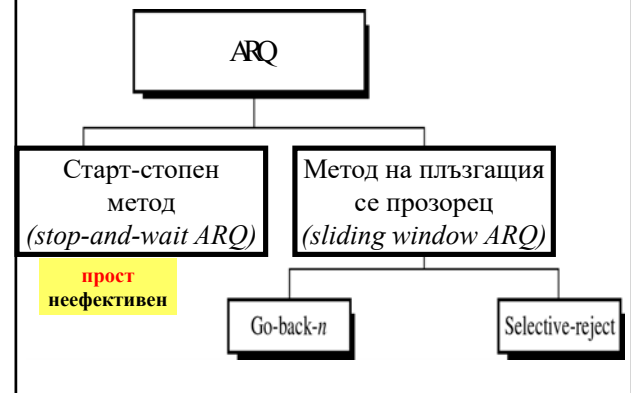 ARQ
Старт-стопен
метод
(stop-and-wait ARQ)
Метод на плъзгащия
се прозорец
(sliding window ARQ)
прост
неефективен
Go-back-n
Selective-reject